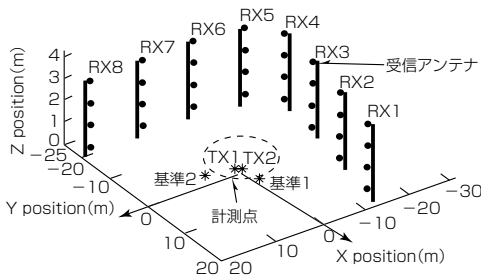 RX5
RX4
RX6
RX3
RX7
受信アンテナ
RX8
RX2
RX1
Z position(m)
4
3
2
1
0
TX1
TX2
基準2
基準1
計測点
-25
-20
-10
0
10
20
Y position(m)
20
10
0
-10
-20
-30
X position(m)